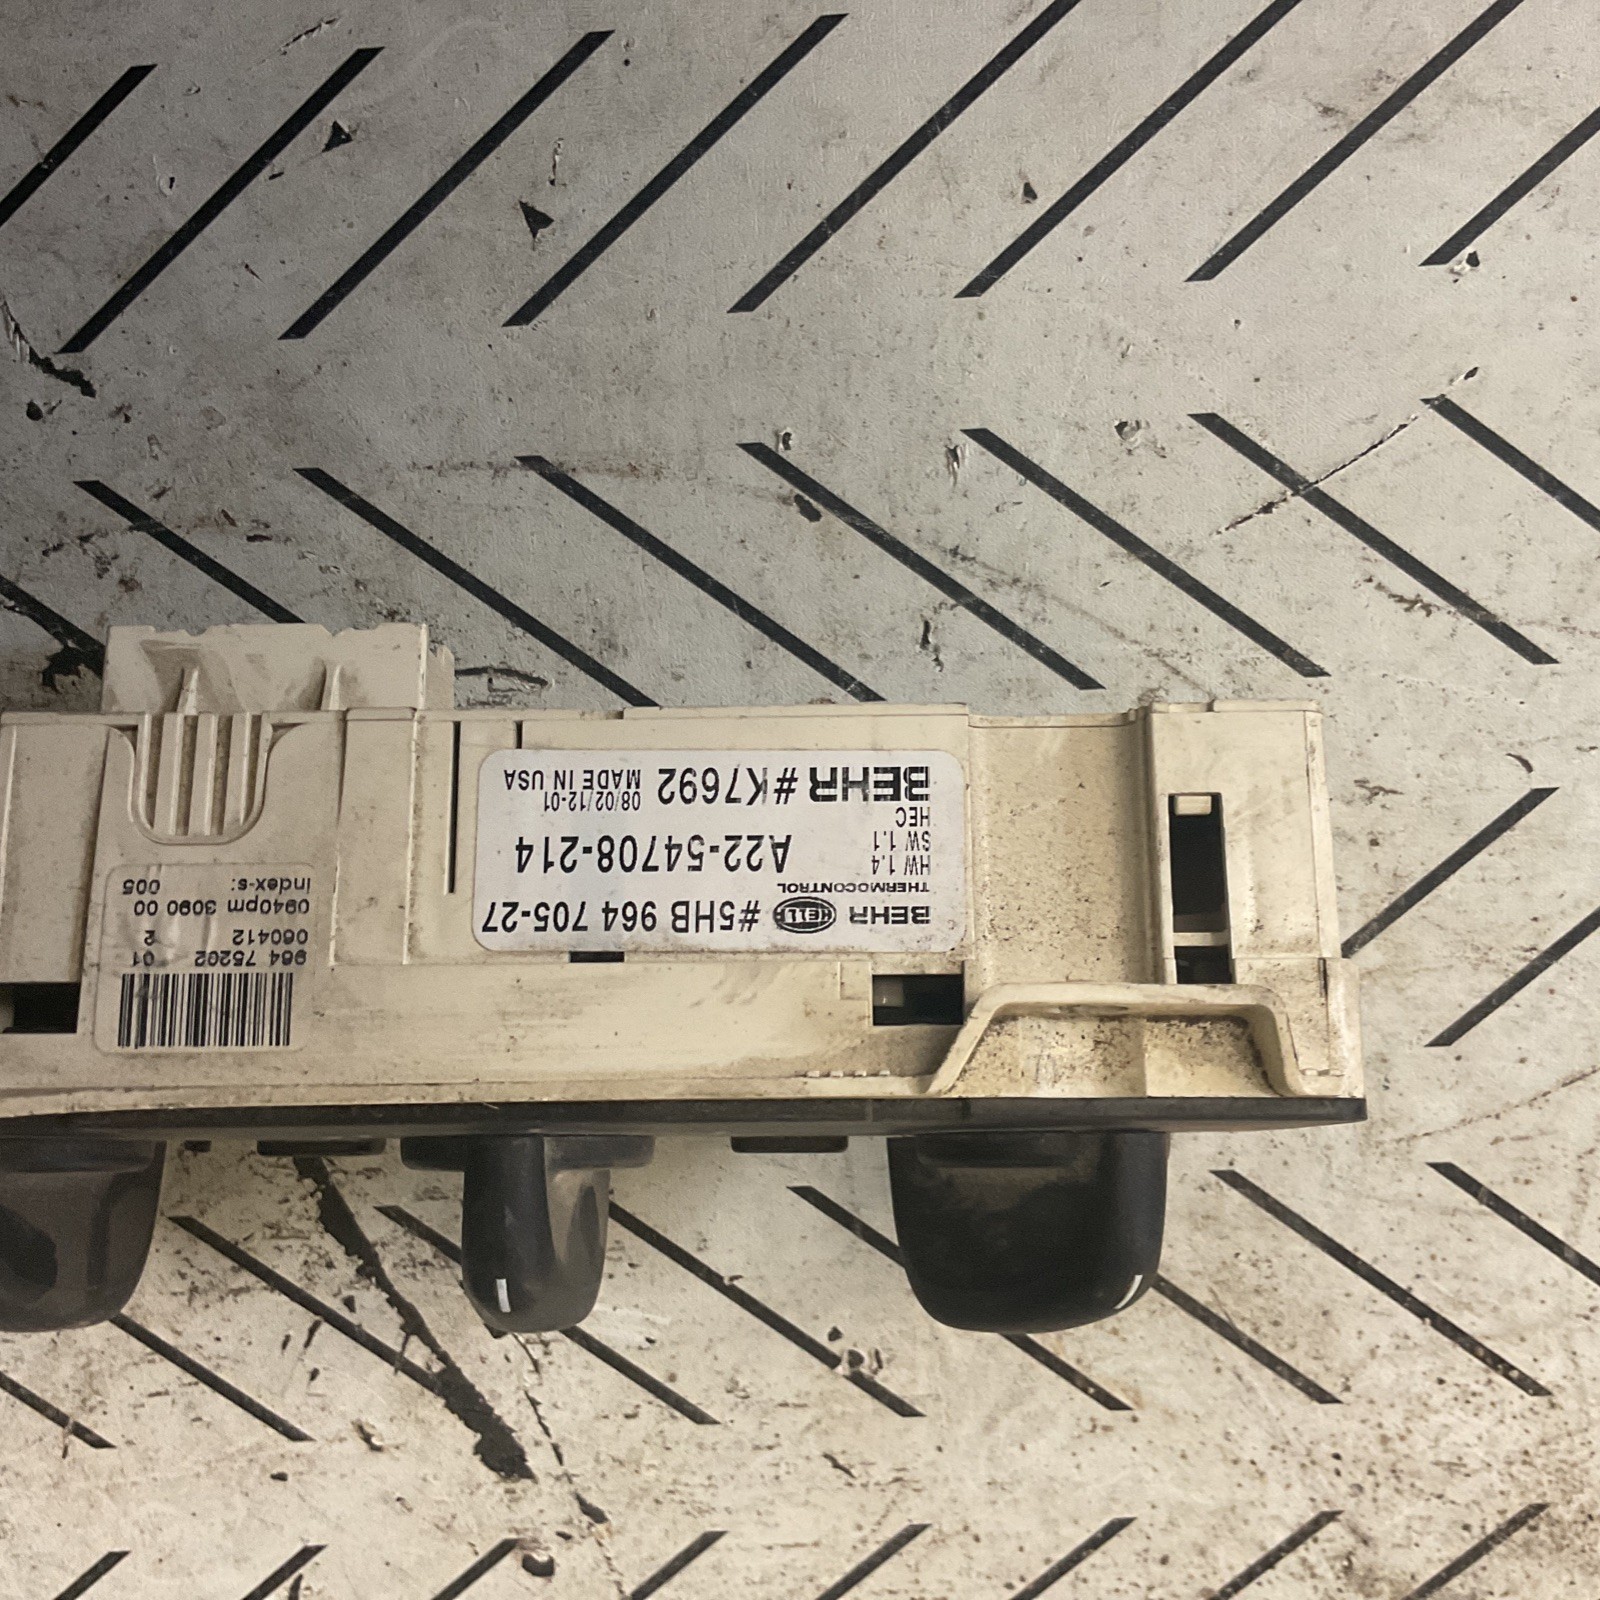 BEHR HELLA #5HB 964 705-27
THERMOCONTROL
HW 1.4
SW 1.1
HEC
A22-54708-214
BEHR #K7692
08/02/12-01
MADE IN USA
964 75202 01
060412 2
0940pm 3090 00
index-s: 005